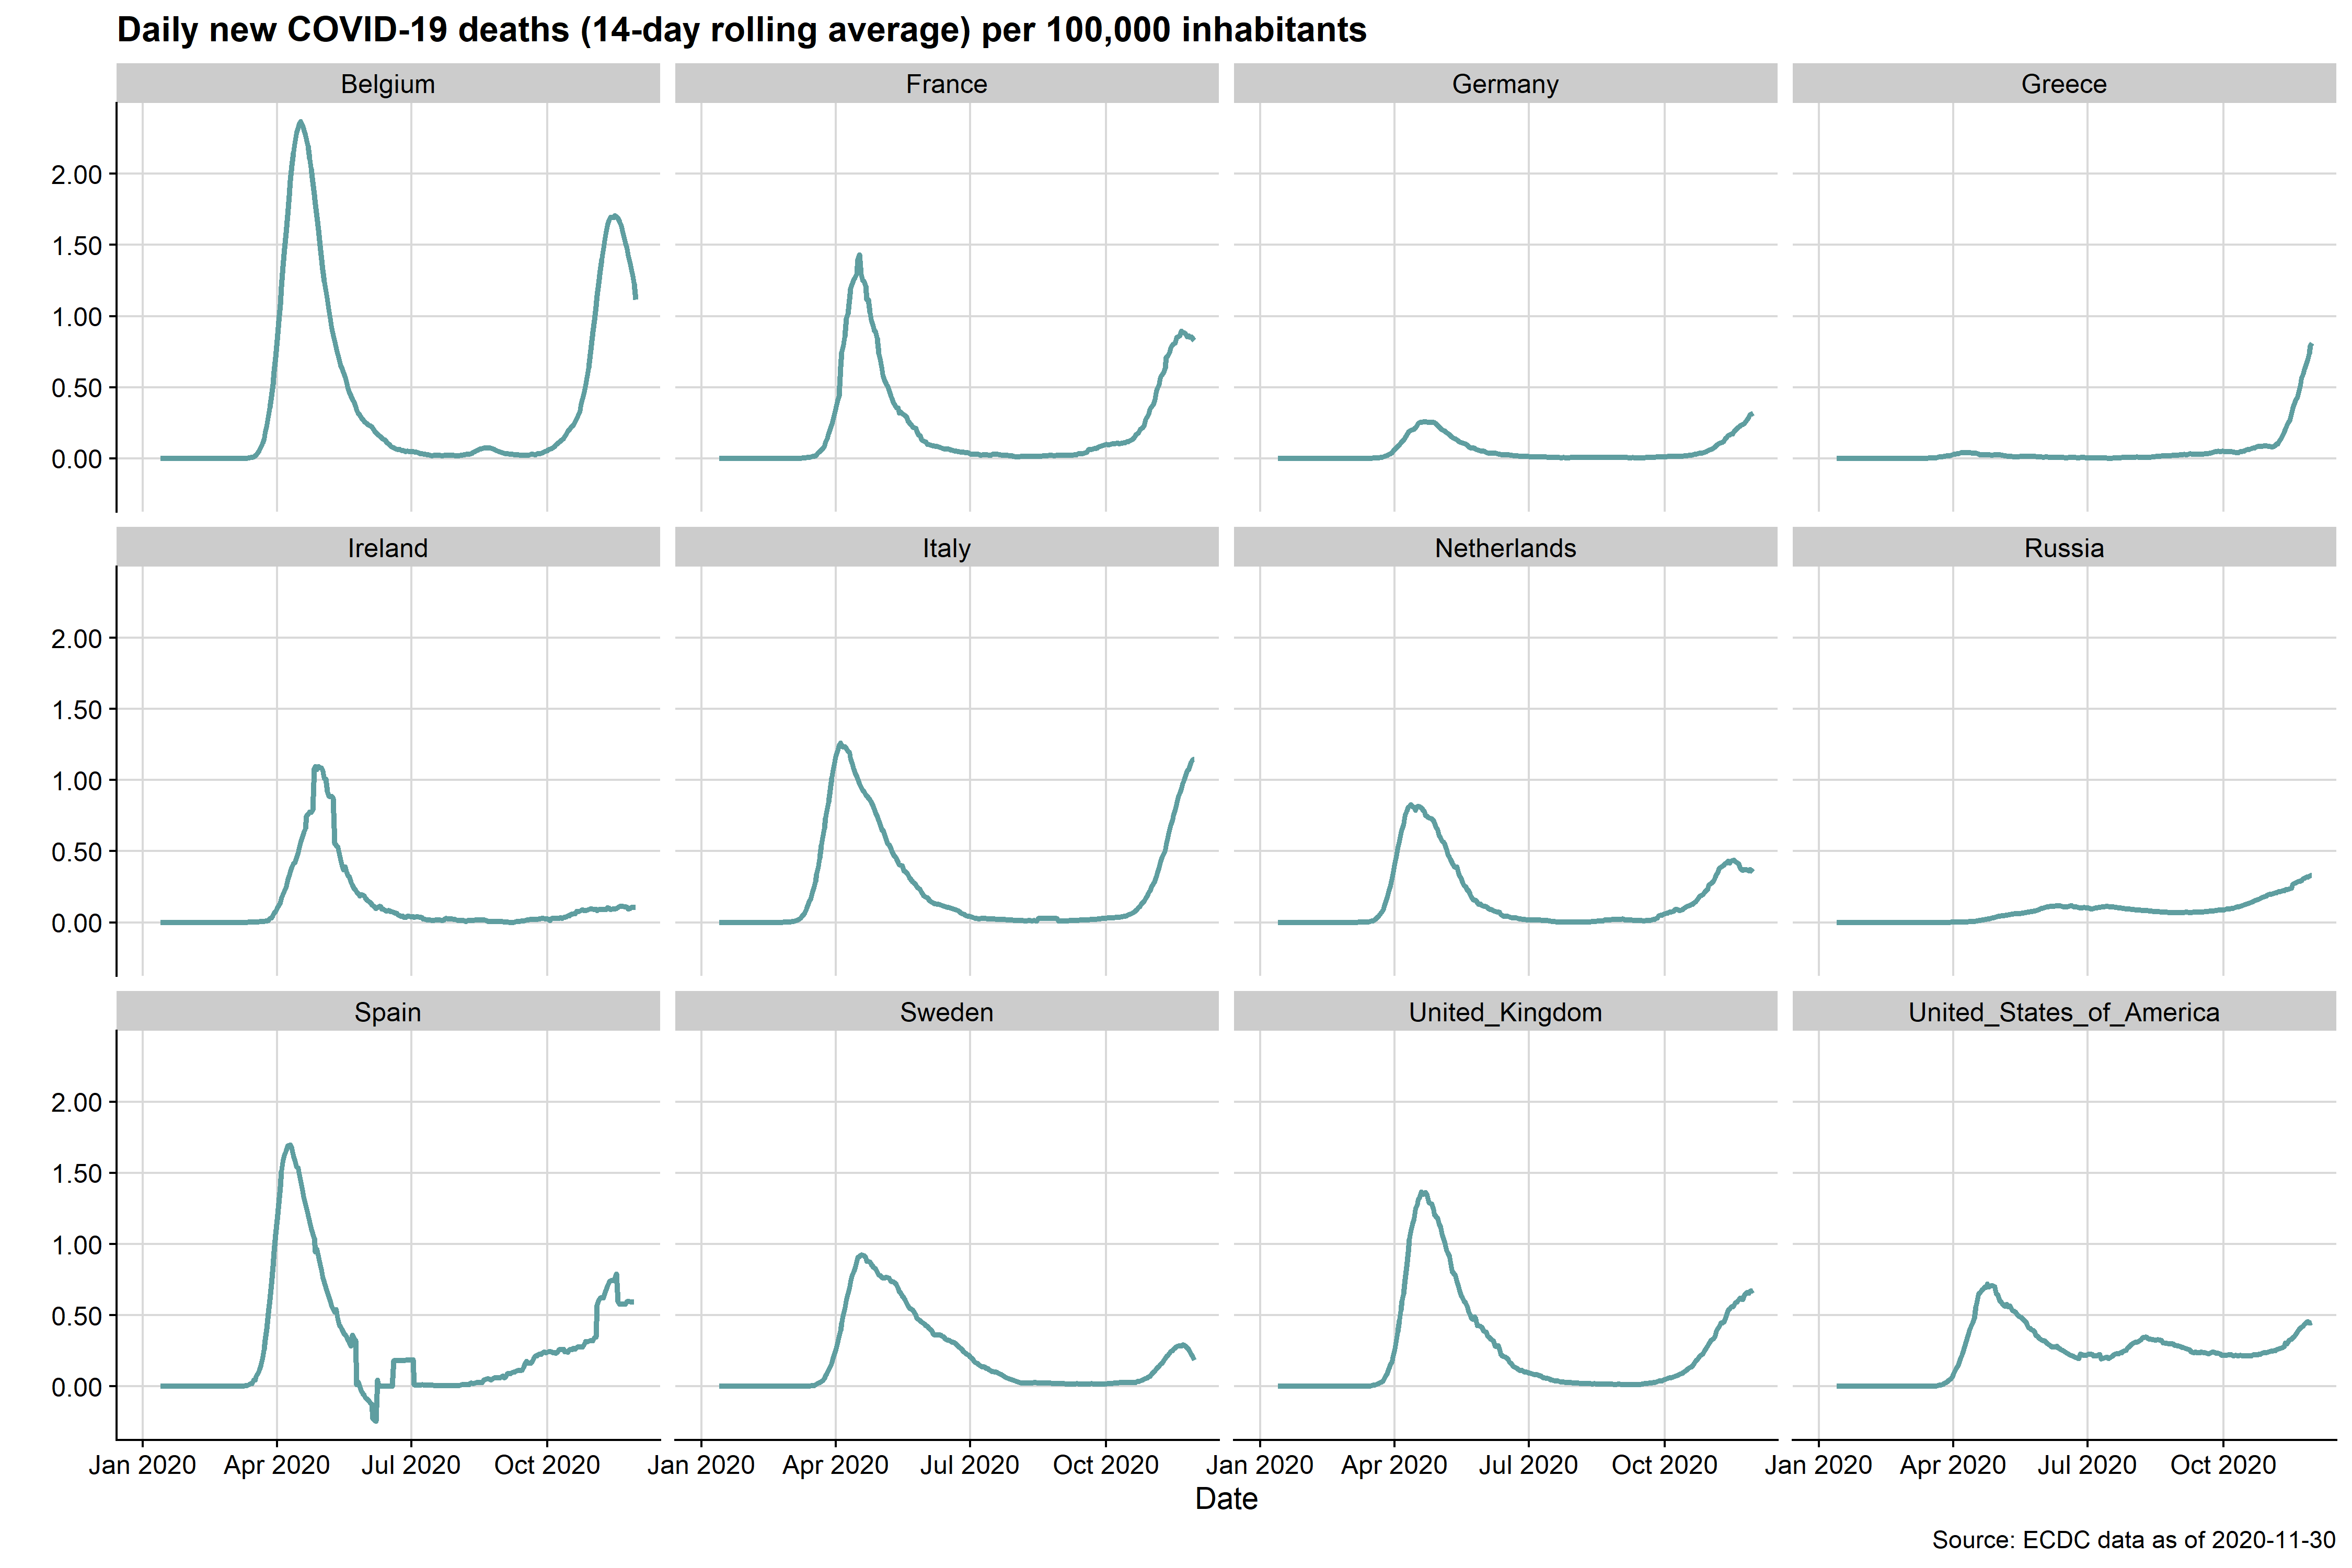 Daily new COVID-19 deaths (14-day rolling average) per 100,000 inhabitants
Belgium France Germany Greece
2.00
1.50
1.00
0.50
0.00
Ireland Italy Netherlands Russia
2.00
1.50
1.00
0.50
0.00
Spain Sweden United_Kingdom United_States_of_America
2.00
1.50
1.00
0.50
0.00
Jan 2020 Apr 2020 Jul 2020 Oct 2020 Jan 2020 Apr 2020 Jul 2020 Oct 2020 Jan 2020 Apr 2020 Jul 2020 Oct 2020 Jan 2020 Apr 2020 Jul 2020 Oct 2020
Date
Source: ECDC data as of 2020-11-30